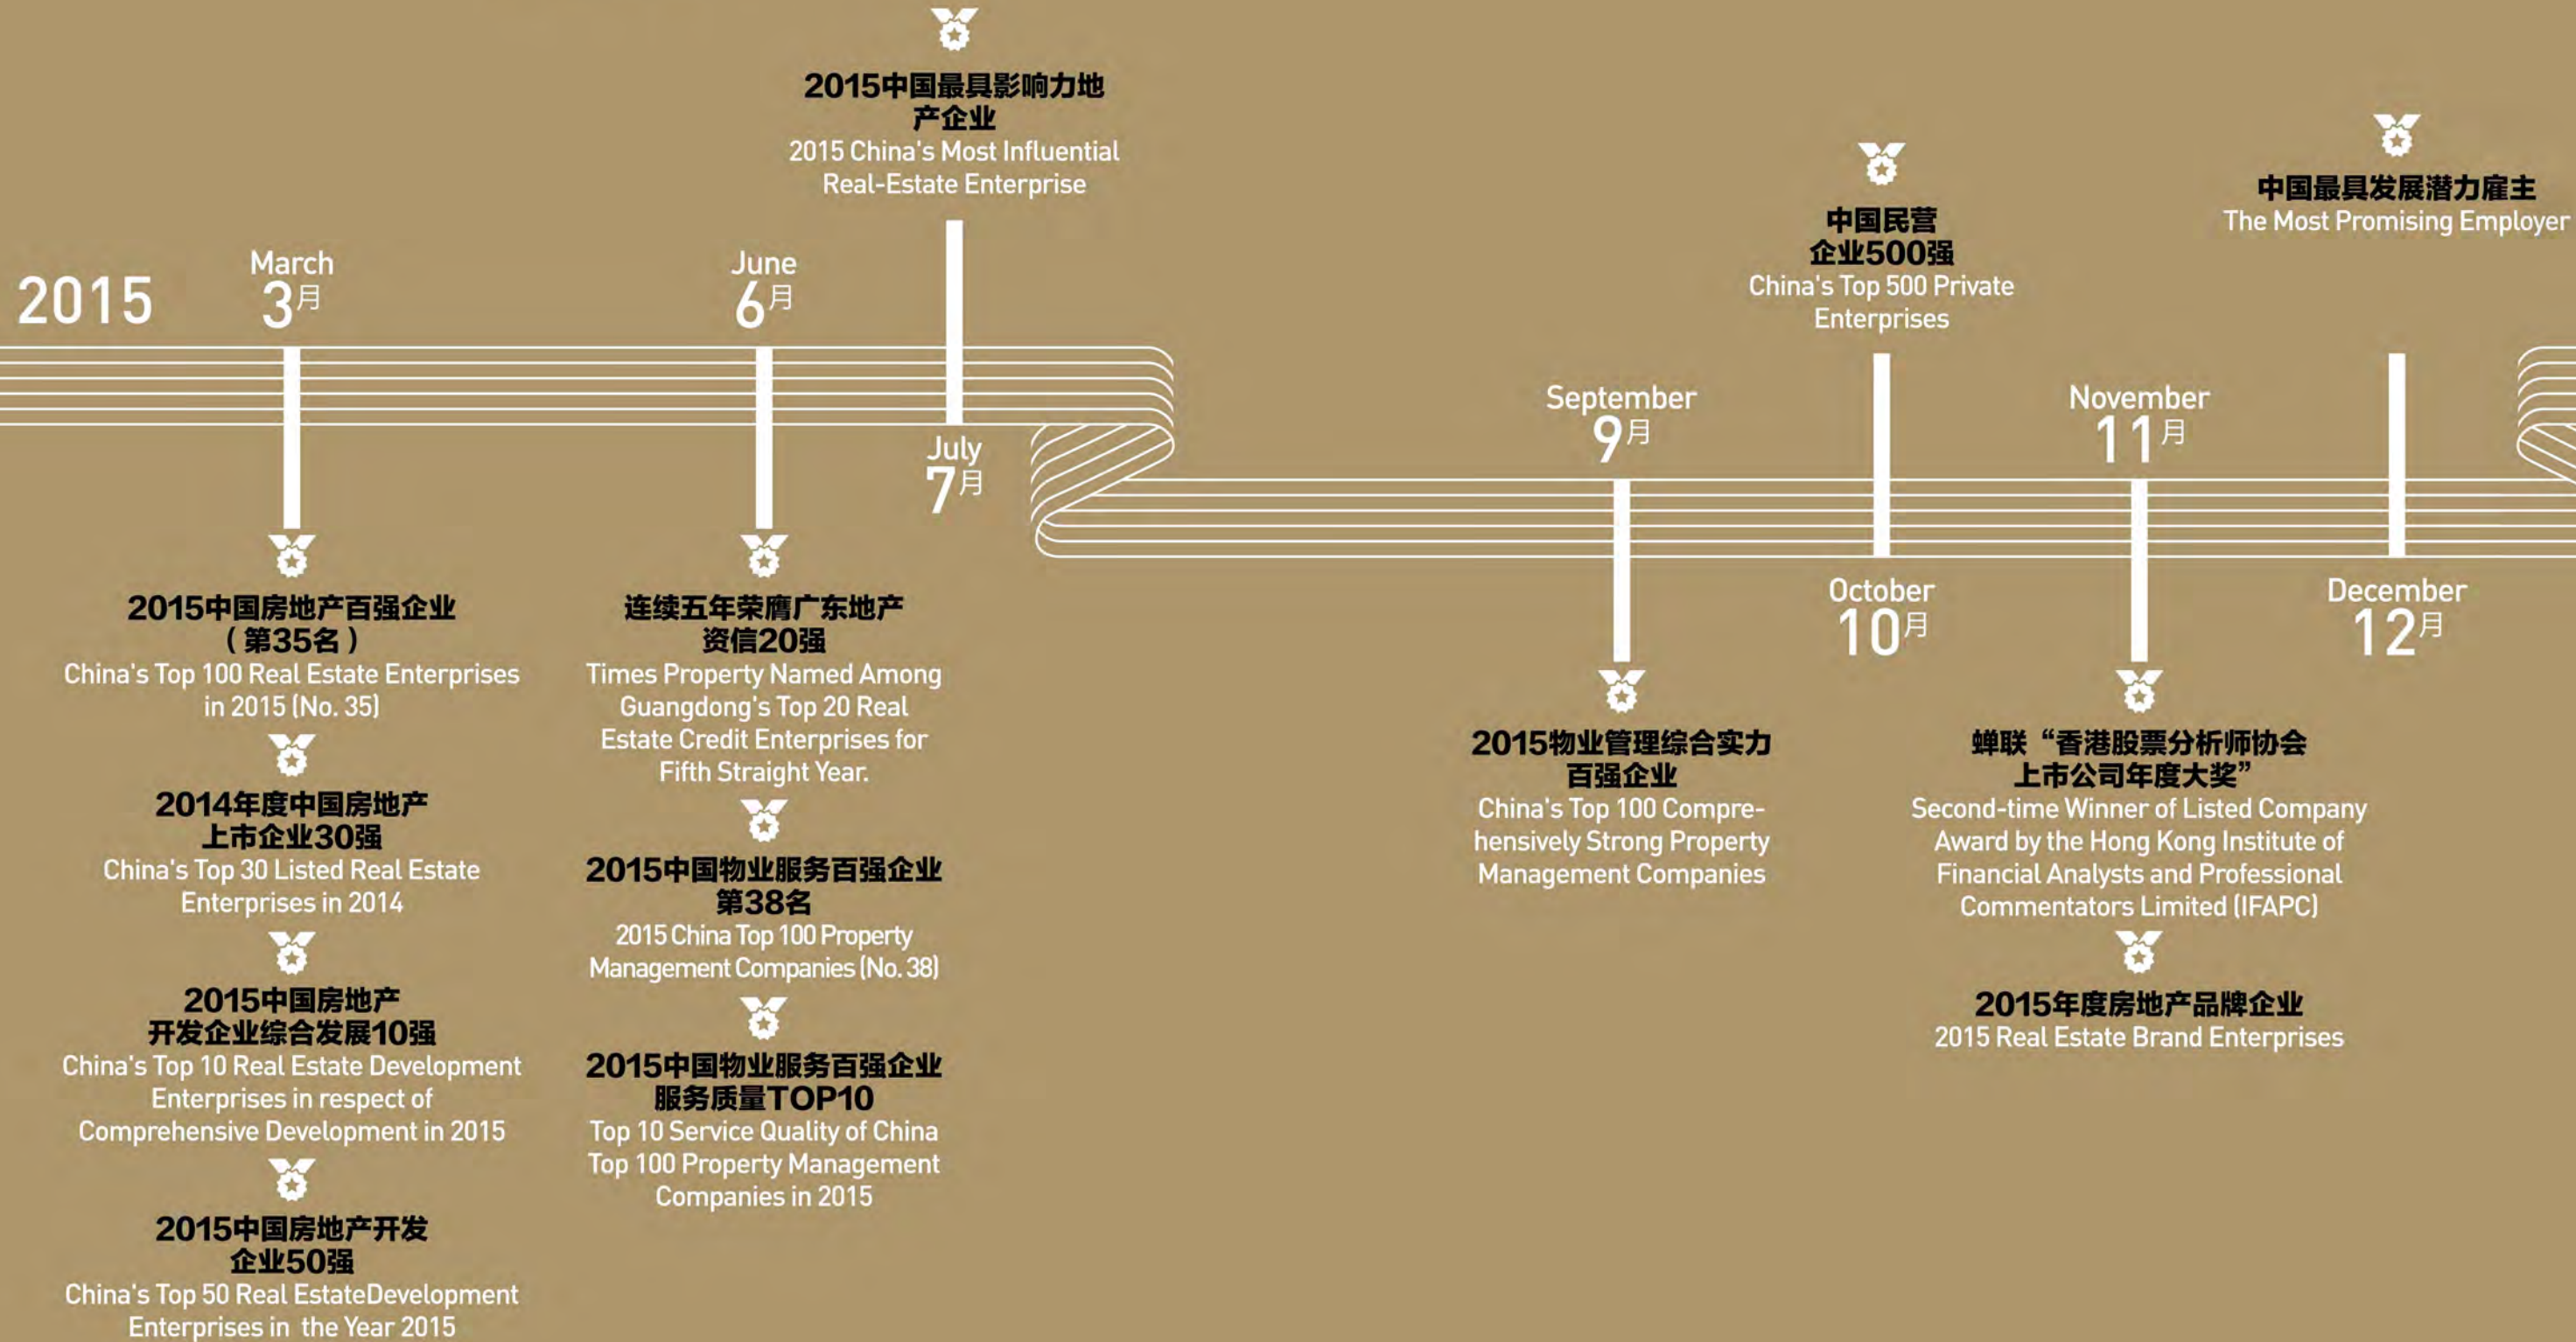 2015
March
3月
2015中国房地产百强企业
（第35名）
China's Top 100 Real Estate Enterprises
in 2015 (No. 35)
2014年度中国房地产
上市企业30强
China's Top 30 Listed Real Estate
Enterprises in 2014
2015中国房地产
开发企业综合发展10强
China's Top 10 Real Estate Development
Enterprises in respect of
Comprehensive Development in 2015
2015中国房地产开发
企业50强
China's Top 50 Real EstateDevelopment
Enterprises in the Year 2015
June
6月
连续五年荣膺广东地产
资信20强
Times Property Named Among
Guangdong's Top 20 Real
Estate Credit Enterprises for
Fifth Straight Year.
2015中国物业服务百强企业
第38名
2015 China Top 100 Property
Management Companies (No. 38)
2015中国物业服务百强企业
服务质量TOP10
Top 10 Service Quality of China
Top 100 Property Management
Companies in 2015
2015中国最具影响力地
产企业
2015 China's Most Influential
Real-Estate Enterprise
July
7月
September
9月
2015物业管理综合实力
百强企业
China's Top 100 Compre-
hensively Strong Property
Management Companies
中国民营
企业500强
China's Top 500 Private
Enterprises
October
10月
November
11月
蝉联“香港股票分析师协会
上市公司年度大奖”
Second-time Winner of Listed Company
Award by the Hong Kong Institute of
Financial Analysts and Professional
Commentators Limited (IFAPC)
2015年度房地产品牌企业
2015 Real Estate Brand Enterprises
中国最具发展潜力雇主
The Most Promising Employer
December
12月